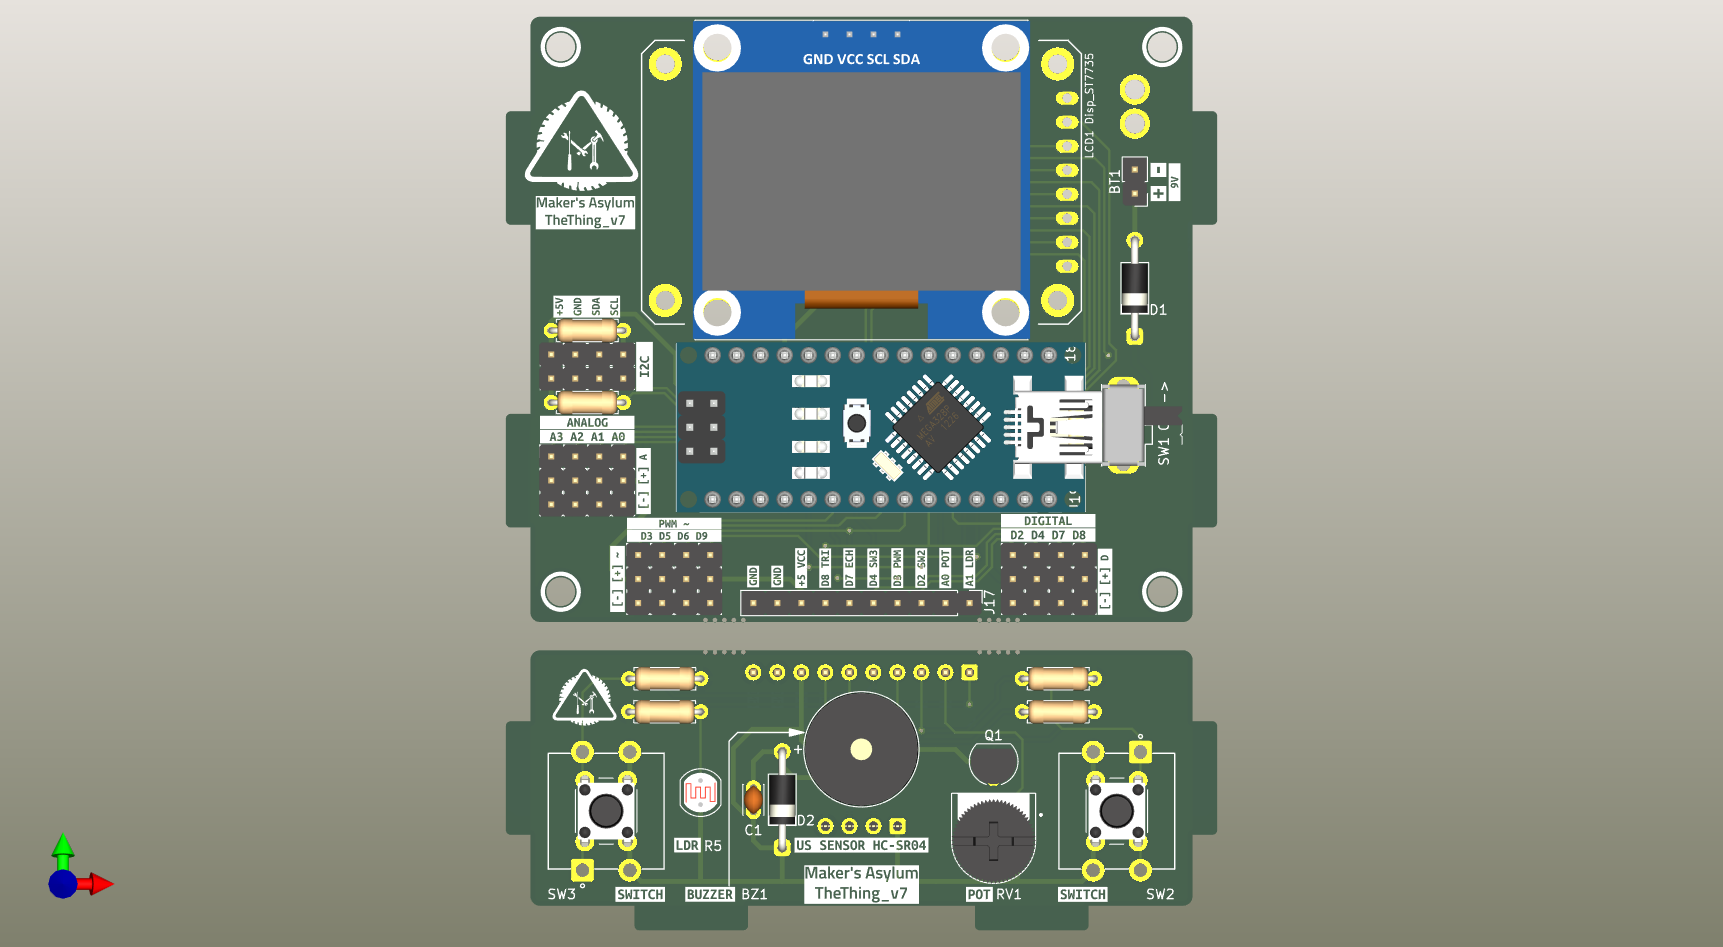 GND VCC SCL SDA
LCD1 Disp_ST7735
BT1
-
+
9V
Maker's Asylum
TheThing_v7
D1
+5V
GND
SDA
SCL
I2C
ANALOG
A3 A2 A1 A0
[-] [+] A
MEGA328P
AV 1226
SW1
-->
PWM ~
D3 D5 D6 D9
[-] [+] ~
GND
GND
+5 VCC
D8 TRI
D7 ECH
D4 SW3
D3 PWM
D2 SW2
A0 POT
A1 LDR
J17
DIGITAL
D2 D4 D7 D8
[-] [+] D
+
Q1
C1
D2
LDR R5
US SENSOR HC-SR04
Maker's Asylum
TheThing_v7
SW3
SWITCH
BUZZER BZ1
POT RV1
SWITCH
SW2